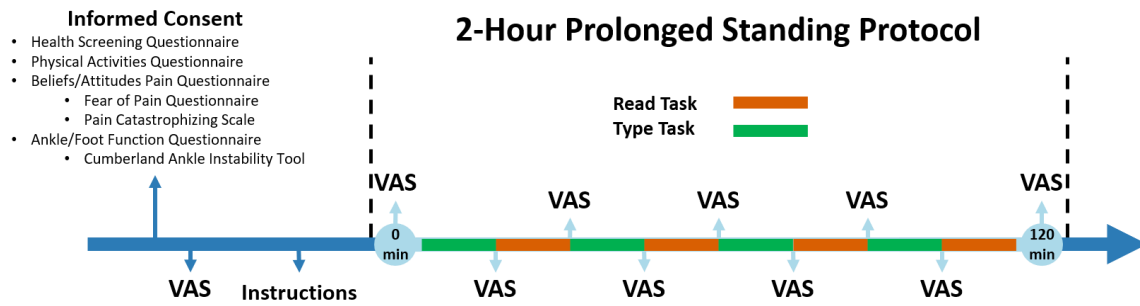 Informed Consent
• Health Screening Questionnaire
• Physical Activities Questionnaire
• Beliefs/Attitudes Pain Questionnaire
• Fear of Pain Questionnaire
• Pain Catastrophizing Scale
• Ankle/Foot Function Questionnaire
• Cumberland Ankle Instability Tool
2-Hour Prolonged Standing Protocol
Read Task
Type Task
VAS
VAS
VAS
VAS
VAS
0
min
120
min
VAS
Instructions
VAS
VAS
VAS
VAS